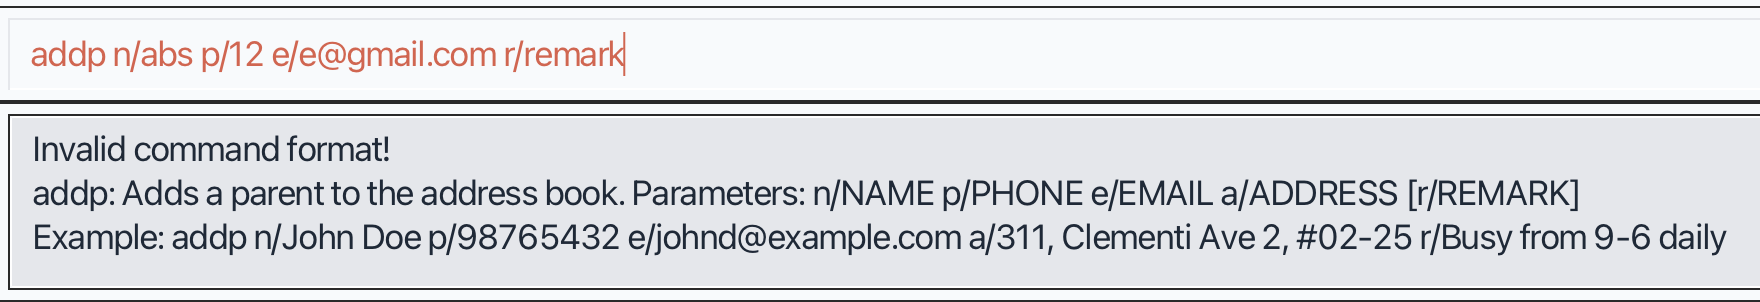 addp n/abs p/12 e/e@gmail.com r/remark
Invalid command format!
addp: Adds a parent to the address book. Parameters: n/NAME p/PHONE e/EMAIL a/ADDRESS [r/REMARK]
Example: addp n/John Doe p/98765432 e/johnd@example.com a/311, Clementi Ave 2, #02-25 r/Busy from 9-6 daily